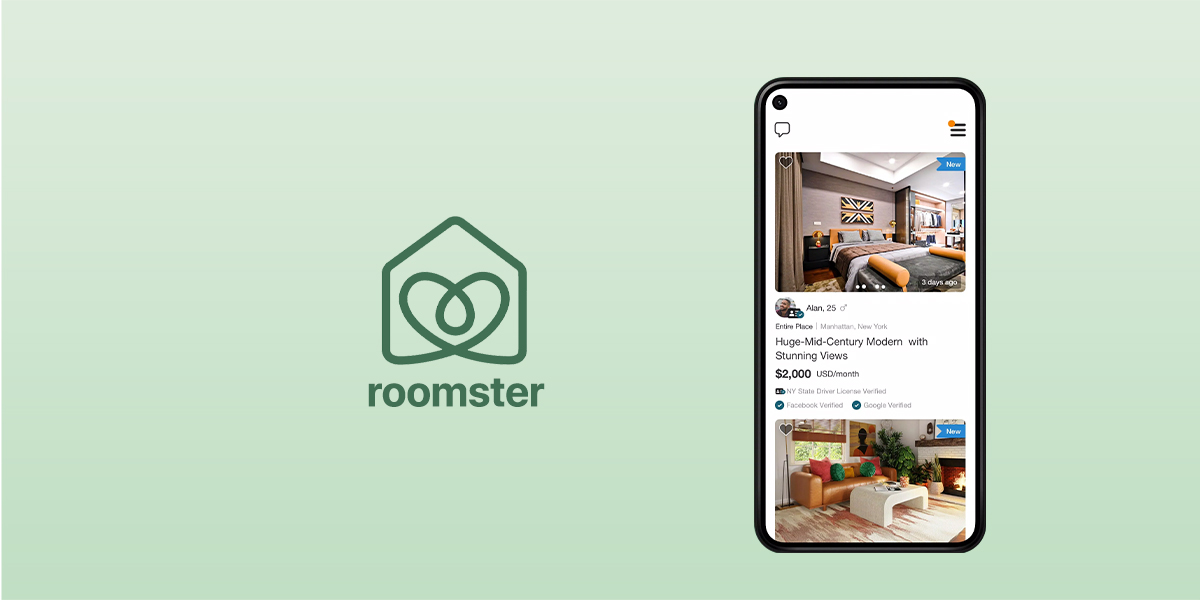 roomster
New
3 days ago
Alan, 25 ♂
Entire Place | Manhattan, New York
Huge-Mid-Century Modern with
Stunning Views
$2,000 USD/month
NY State Driver License Verified
Facebook Verified Google Verified
New